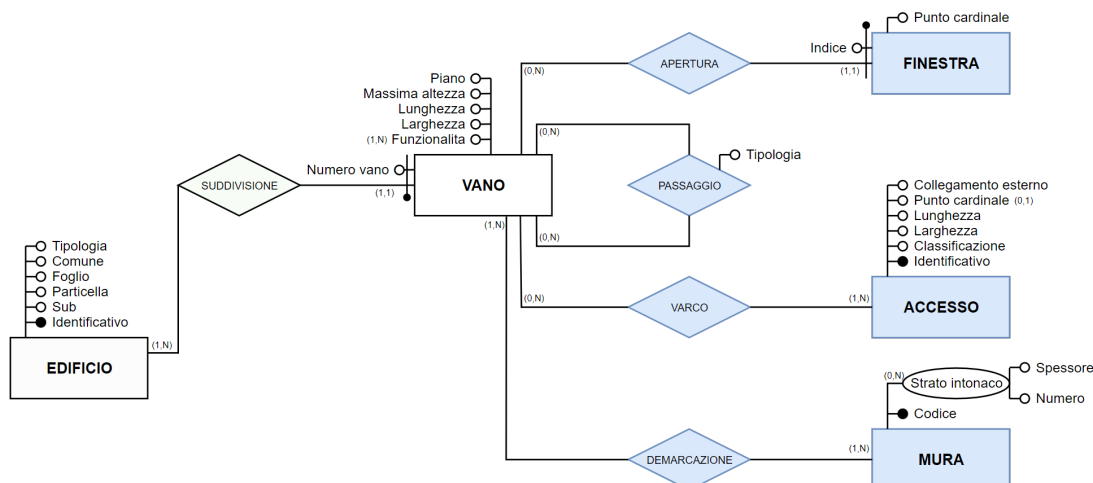 Punto cardinale
Indice
(1,1)
FINESTRA
APERTURA
(0,N)
Piano
Massima altezza
Lunghezza
Larghezza
(1,N) Funzionalita
Numero vano
(1,1)
VANO
(0,N)
Tipologia
PASSAGGIO
(0,N)
SUDDIVISIONE
(1,N)
Collegamento esterno
Punto cardinale (0,1)
Lunghezza
Larghezza
Classificazione
Identificativo
Tipologia
Comune
Foglio
Particella
Sub
Identificativo
(1,N)
EDIFICIO
(0,N)
VARCO
(1,N)
ACCESSO
(0,N)
Strato intonaco
Spessore
Numero
Codice
DEMARCAZIONE
(1,N)
MURA